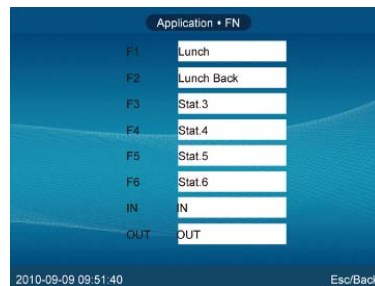 Application • FN
F1 Lunch
F2 Lunch Back
F3 Stat.3
F4 Stat.4
F5 Stat.5
F6 Stat.6
IN IN
OUT OUT
2010-09-09 09:51:40 Esc/Back